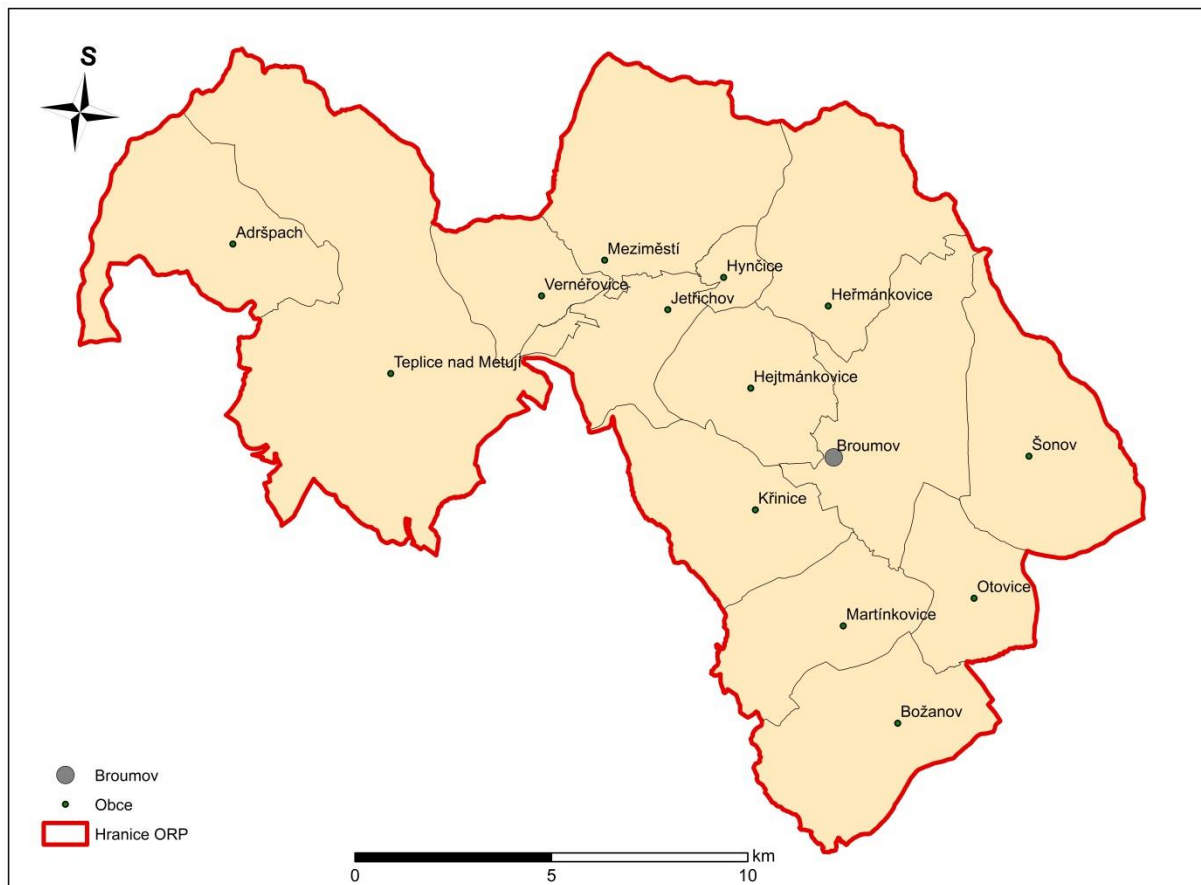 S
Adršpach
Meziměstí
Hynčice
Vernéřovice
Jetřichov
Heřmánkovice
Teplice nad Metují
Hejtmánkovice
Broumov
Šonov
Křinice
Otovice
Martínkovice
Božanov
Broumov
Obce
Hranice ORP
km
0 5 10